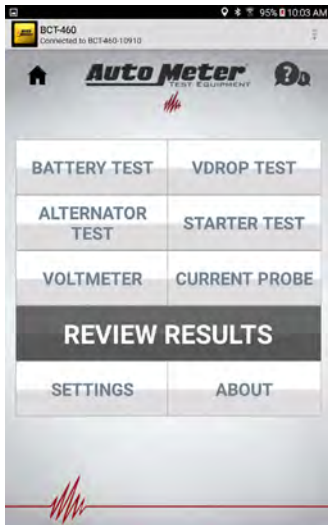 95% 10:03 AM
BCT-460
Connected to BCT-460-10910
Auto Meter
TEST EQUIPMENT
BATTERY TEST
VDROP TEST
ALTERNATOR
TEST
STARTER TEST
VOLTMETER
CURRENT PROBE
REVIEW RESULTS
SETTINGS
ABOUT